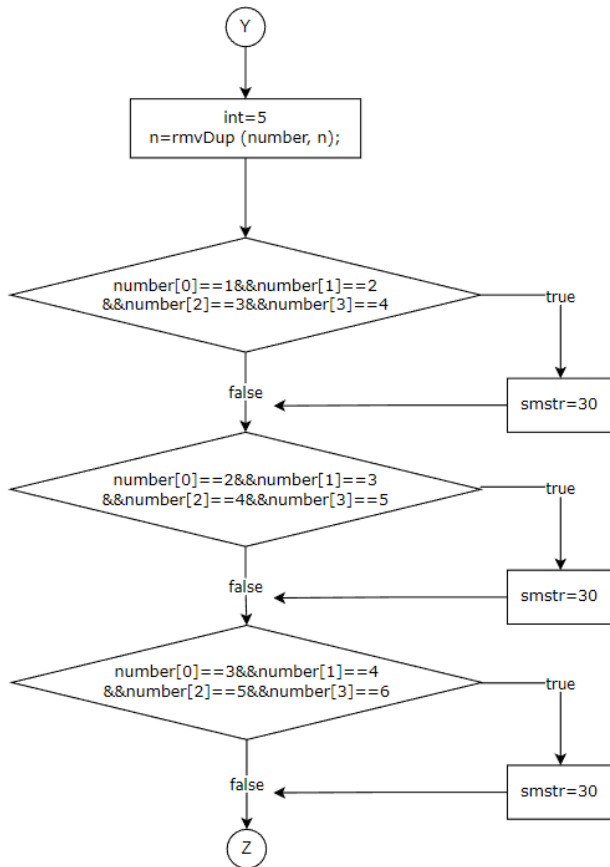 Y
int=5
n=rmvDup (number, n);
number[0]==1&&number[1]==2
&&number[2]==3&&number[3]==4
true
false
smstr=30
number[0]==2&&number[1]==3
&&number[2]==4&&number[3]==5
true
false
smstr=30
number[0]==3&&number[1]==4
&&number[2]==5&&number[3]==6
true
false
smstr=30
Z